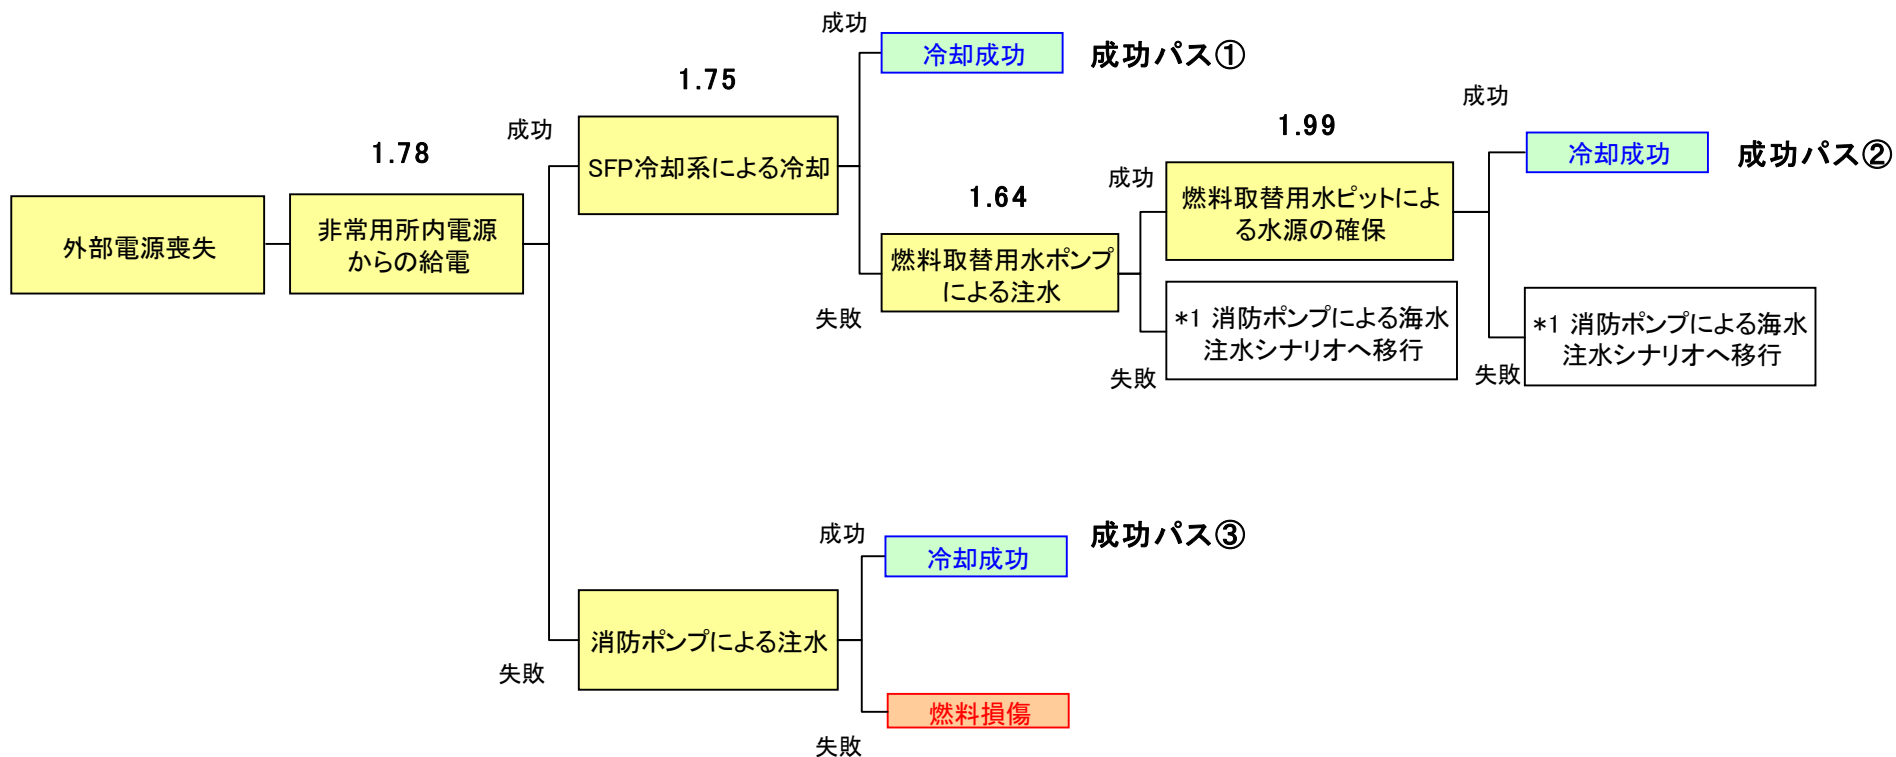 外部電源喪失
1.78
非常用所内電源
からの給電
成功
1.75
SFP冷却系による冷却
成功
冷却成功
成功パス①
失敗
1.64
燃料取替用水ポンプ
による注水
成功
1.99
燃料取替用水ピットによ
る水源の確保
成功
冷却成功
成功パス②
失敗
*1 消防ポンプによる海水
注水シナリオへ移行
失敗
*1 消防ポンプによる海水
注水シナリオへ移行
失敗
消防ポンプによる注水
成功
冷却成功
成功パス③
失敗
燃料損傷